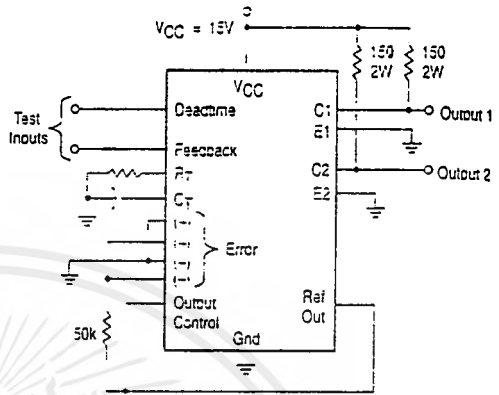 VCC = 15V
150
2W
150
2W
VCC
Test
Inputs
Deadtime
Feedback
RT
CT
Error
Output
Control
Gnd
Ref
Out
C1
E1
C2
E2
Output 1
Output 2
50k